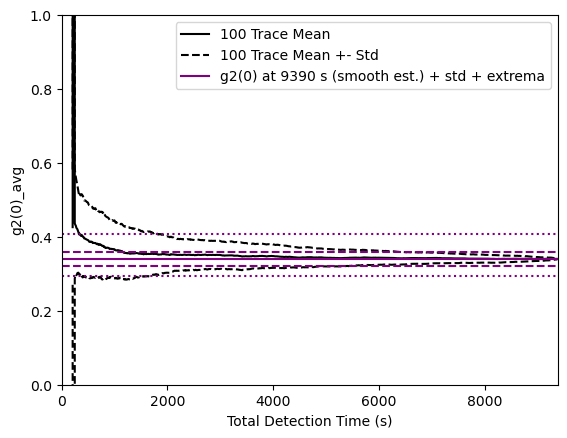 100 Trace Mean
100 Trace Mean +- Std
g2(0) at 9390 s (smooth est.) + std + extrema
1.0
0.8
0.6
0.4
0.2
0.0
g2(0)_avg
0 2000 4000 6000 8000
Total Detection Time (s)